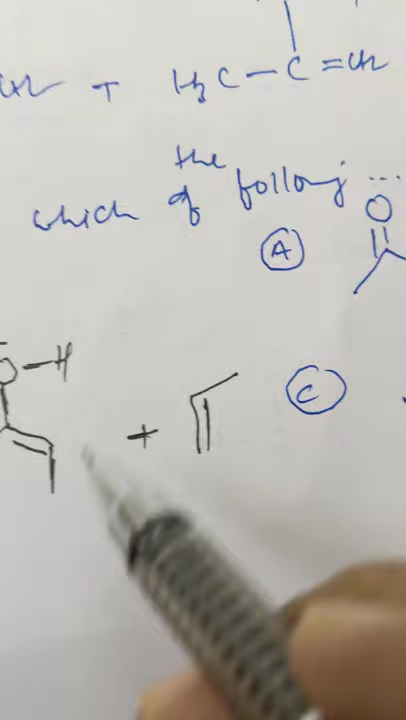 + H3C - C = CH
which of the following ...
(A) O
O - H
+ (C)